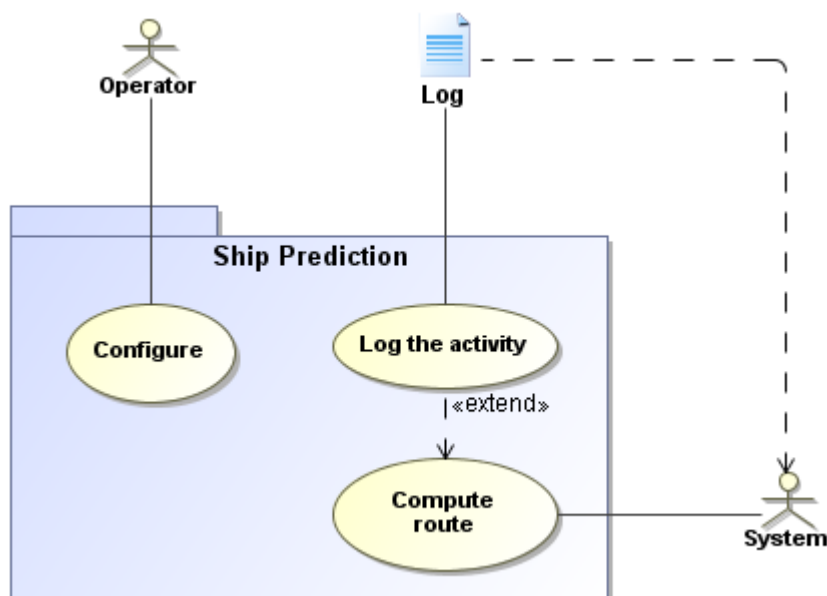 Operator
Log
Ship Prediction
Configure
Log the activity
«extend»
Compute
route
System